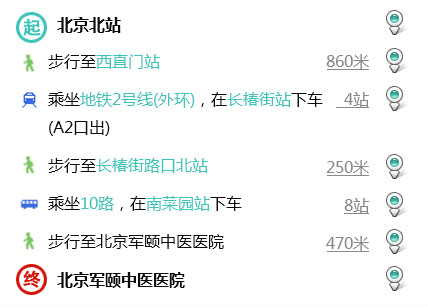 起 北京北站
步行至西直门站 860米
乘坐地铁2号线(外环)，在长椿街站下车 4站
(A2口出)
步行至长椿街路口北站 250米
乘坐10路，在南菜园站下车 8站
步行至北京军颐中医医院 470米
终 北京军颐中医医院